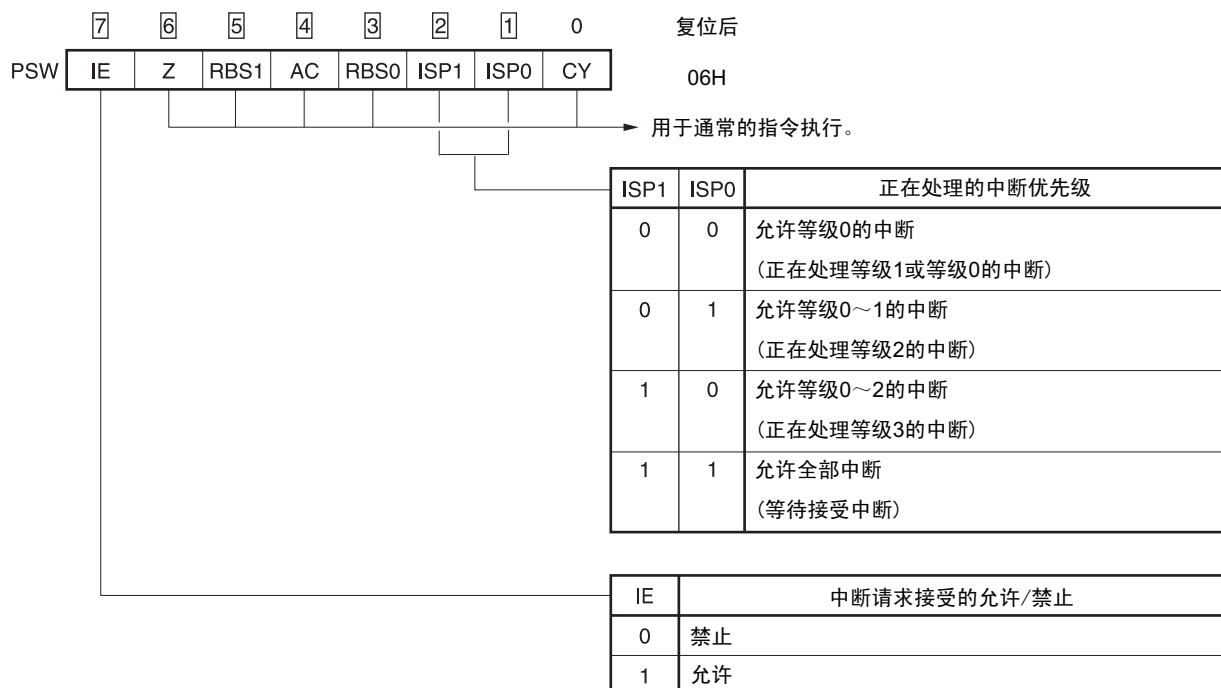 7 6 5 4 3 2 1 0 复位后
PSW IE Z RBS1 AC RBS0 ISP1 ISP0 CY 06H
用于通常的指令执行。
ISP1 ISP0 正在处理的中断优先级
0 0 允许等级0的中断
(正在处理等级1或等级0的中断)
0 1 允许等级0～1的中断
(正在处理等级2的中断)
1 0 允许等级0～2的中断
(正在处理等级3的中断)
1 1 允许全部中断
(等待接受中断)
IE 中断请求接受的允许/禁止
0 禁止
1 允许